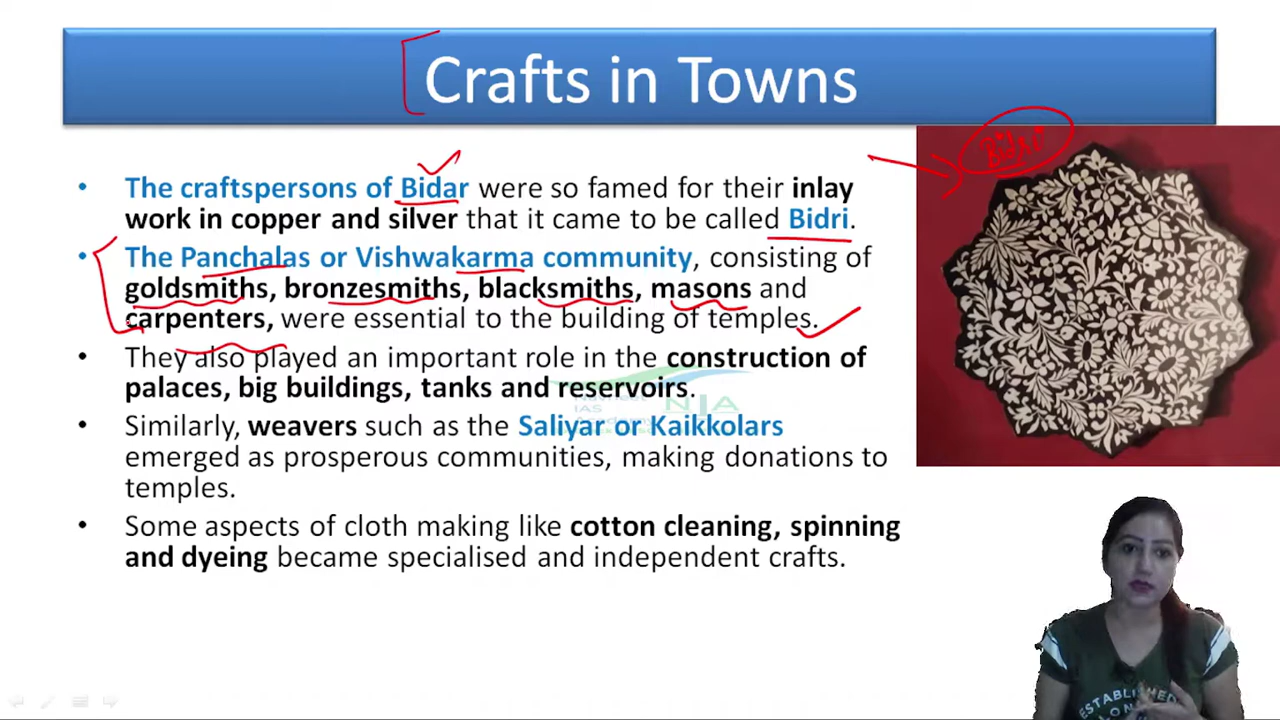 Crafts in Towns
Bidri
• The craftspersons of Bidar were so famed for their inlay
work in copper and silver that it came to be called Bidri.
• The Panchalas or Vishwakarma community, consisting of
goldsmiths, bronzesmiths, blacksmiths, masons and
carpenters, were essential to the building of temples.
• They also played an important role in the construction of
palaces, big buildings, tanks and reservoirs.
• Similarly, weavers such as the Saliyar or Kaikkolars
emerged as prosperous communities, making donations to
temples.
• Some aspects of cloth making like cotton cleaning, spinning
and dyeing became specialised and independent crafts.
IAS
Academy
NIA
ESTABLISHED